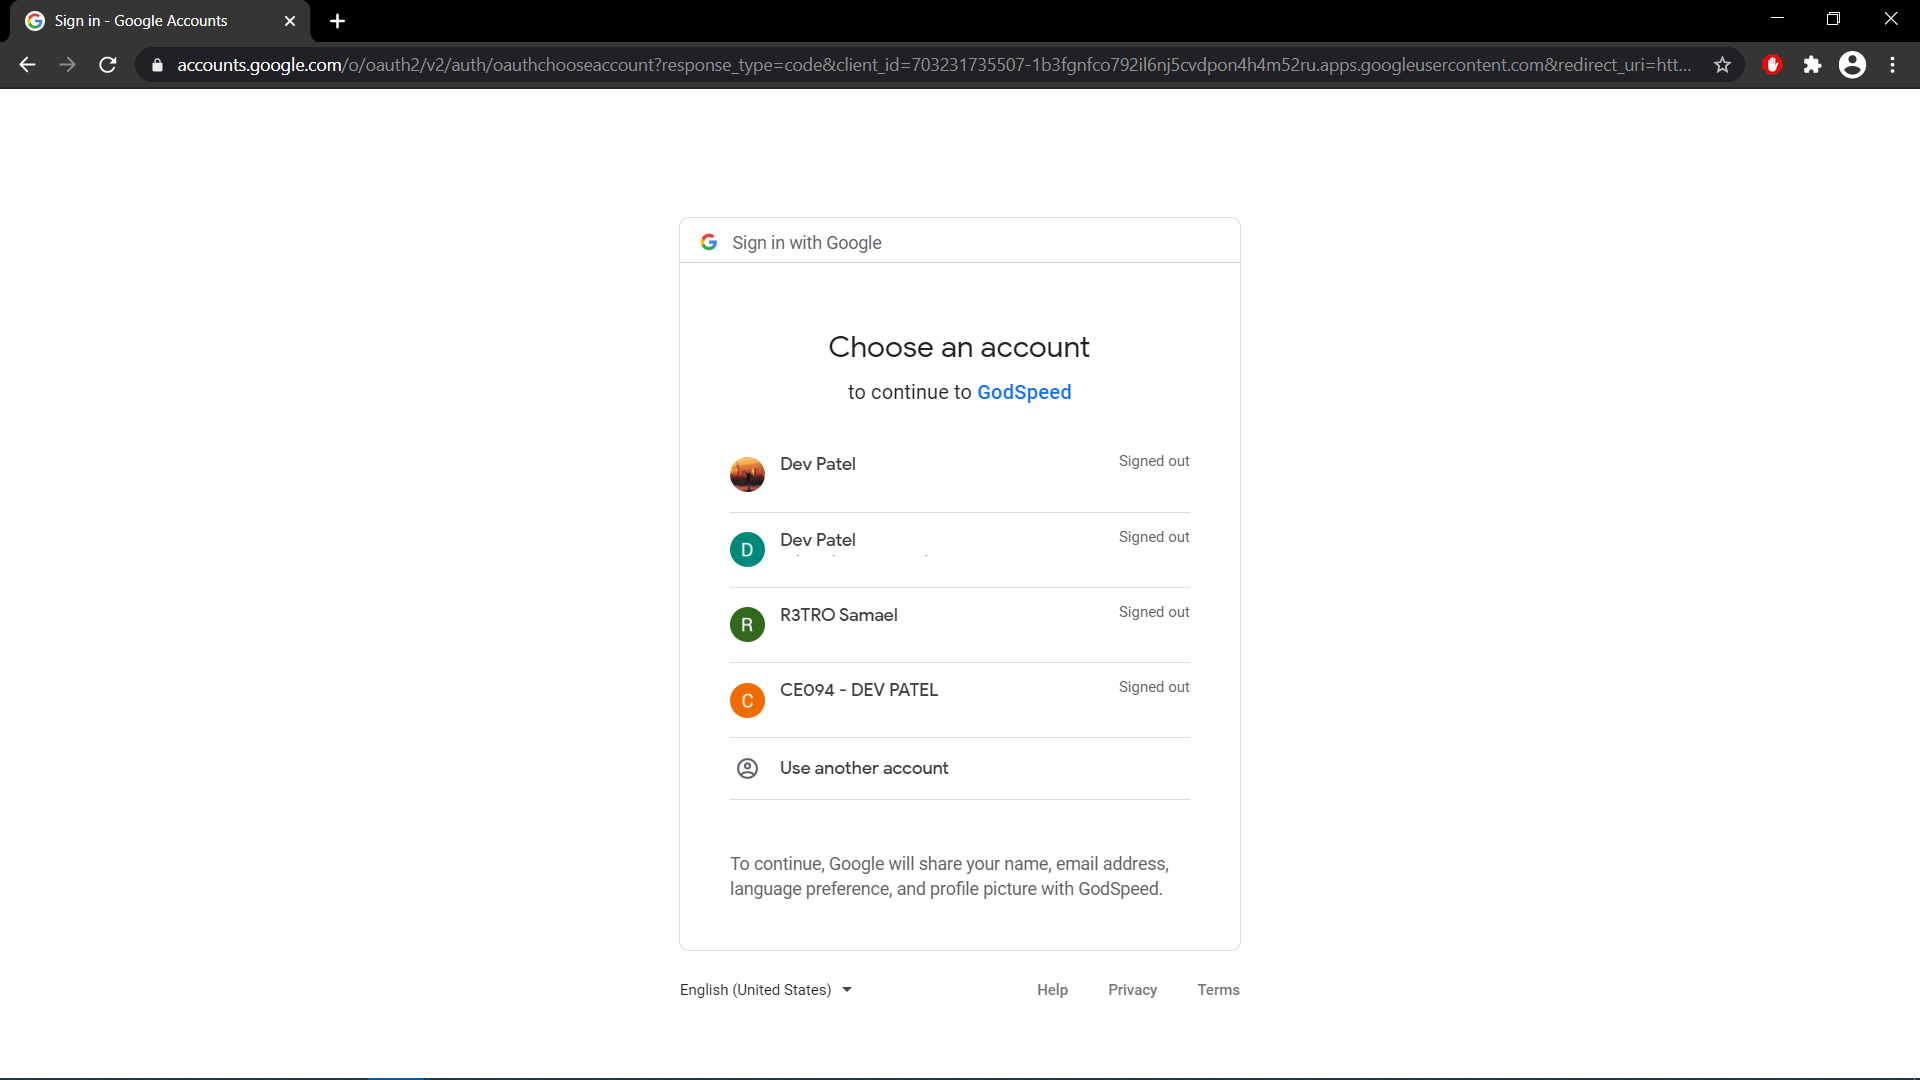 Sign in - Google Accounts
accounts.google.com/o/oauth2/v2/auth/oauthchooseaccount?response_type=code&client_id=703231735507-1b3fgnfco792il6nj5cvdpon4h4m52ru.apps.googleusercontent.com&redirect_uri=htt...
Sign in with Google
Choose an account
to continue to GodSpeed
Dev Patel Signed out
D Dev Patel Signed out
R R3TRO Samael Signed out
C CE094 - DEV PATEL Signed out
Use another account
To continue, Google will share your name, email address,
language preference, and profile picture with GodSpeed.
English (United States) Help Privacy Terms